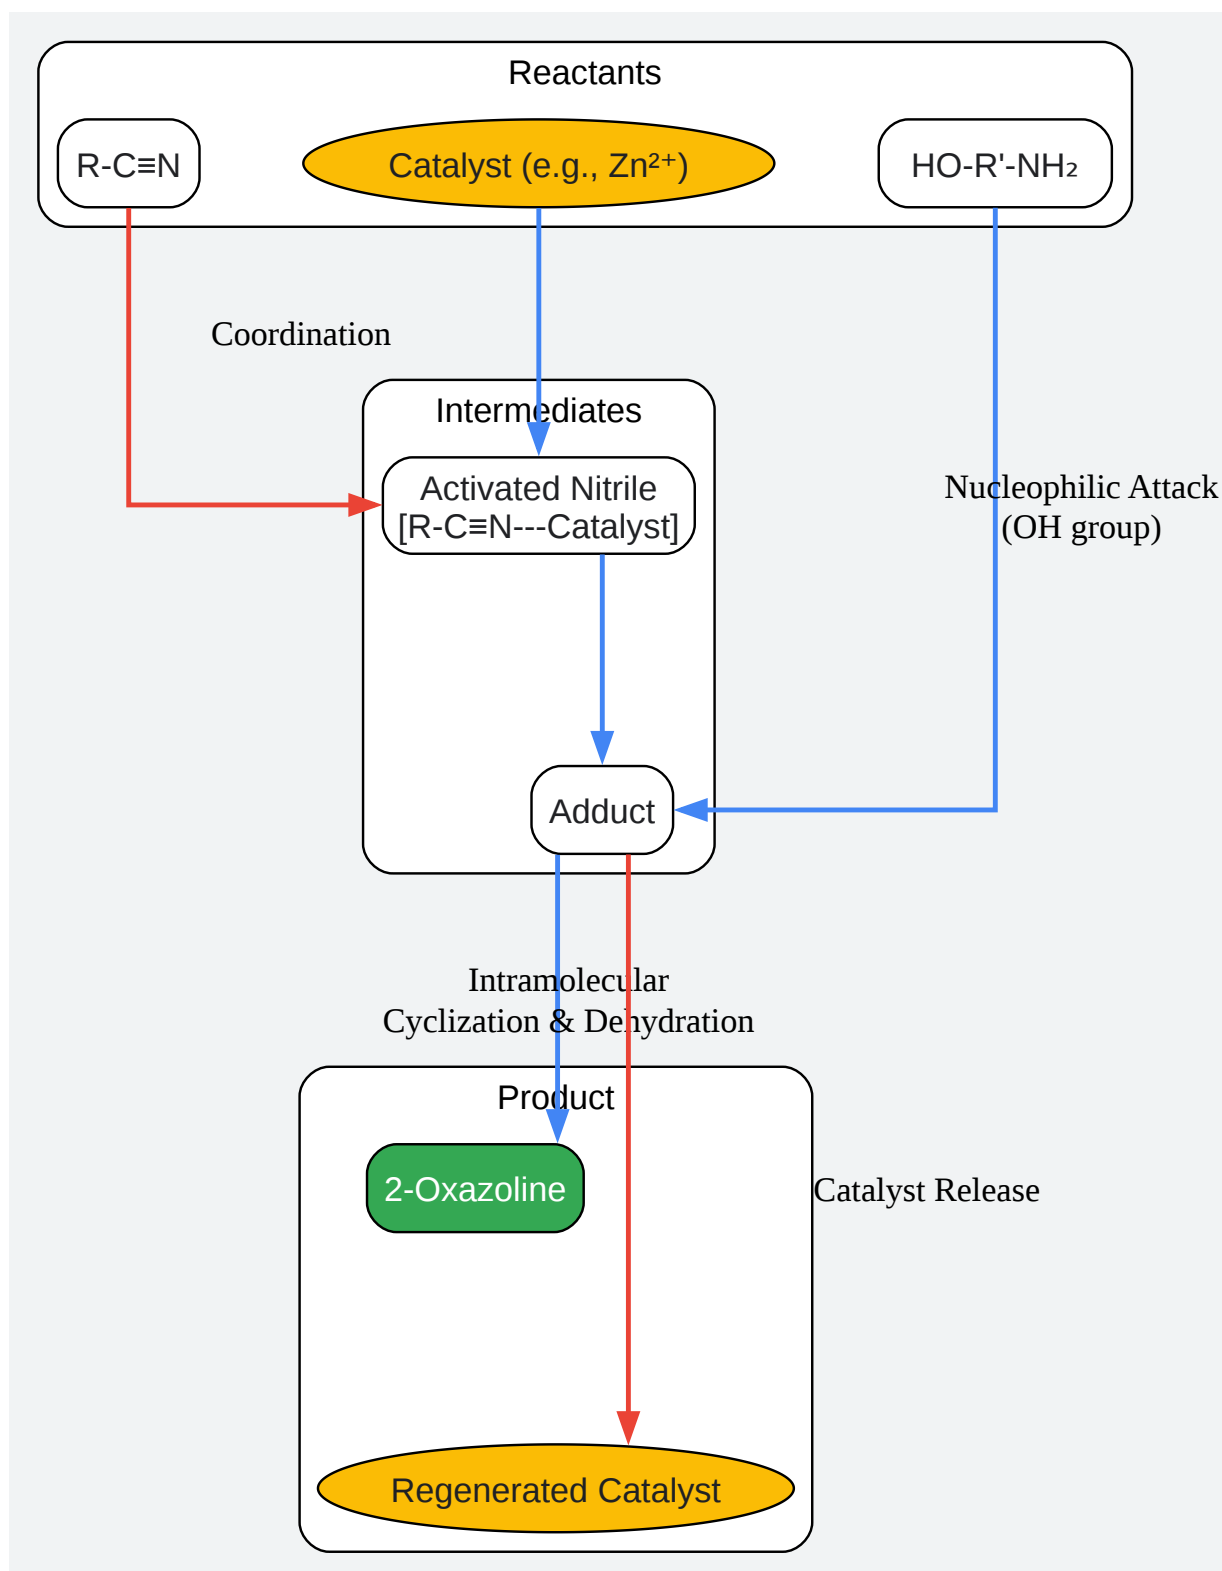 Reactants
R-C≡N
Catalyst (e.g., Zn²⁺)
HO-R'-NH₂
Coordination
Intermediates
Activated Nitrile
[R-C≡N---Catalyst]
Nucleophilic Attack
(OH group)
Adduct
Intramolecular
Cyclization & Dehydration
Product
2-Oxazoline
Catalyst Release
Regenerated Catalyst